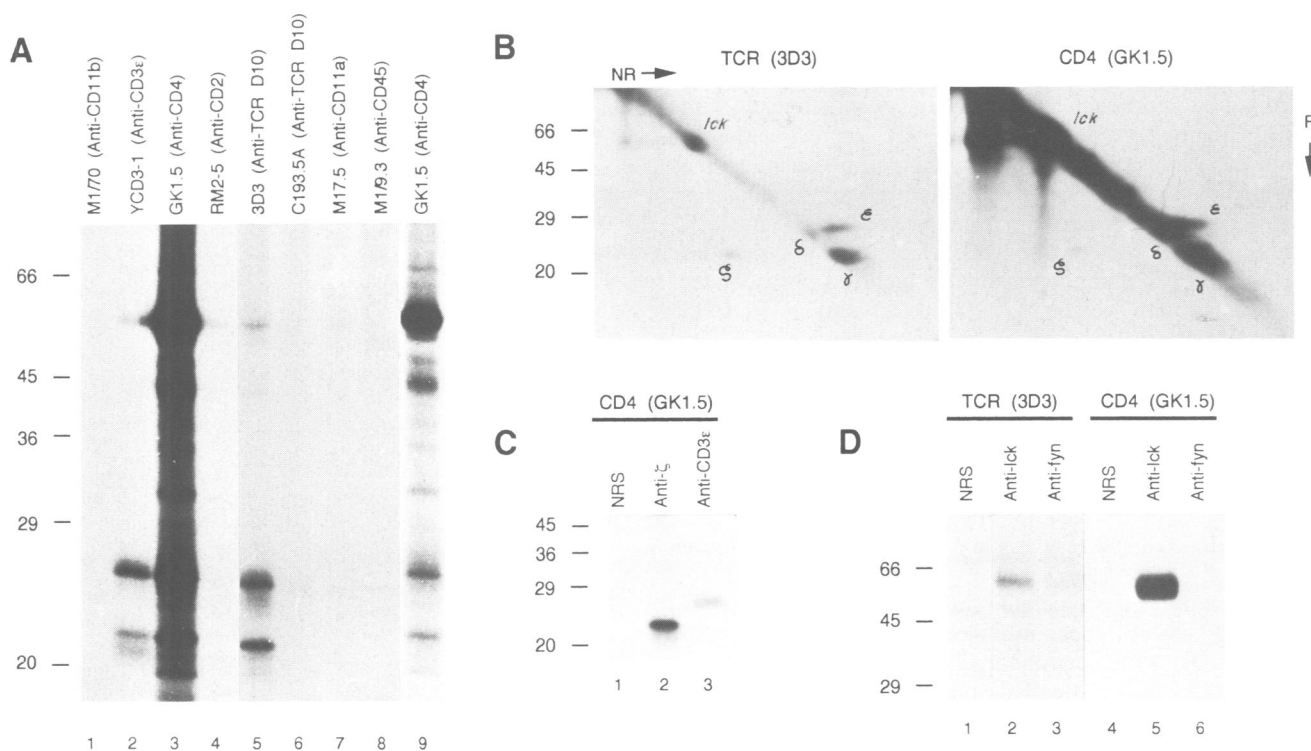 A
M1/70 (Anti-CD11b)
YCD3-1 (Anti-CD3ε)
GK1.5 (Anti-CD4)
RM2-5 (Anti-CD2)
3D3 (Anti-TCR D10)
C193.5A (Anti-TCR D10)
M17.5 (Anti-CD11a)
M1/9.3 (Anti-CD45)
GK1.5 (Anti-CD4)
66
45
36
29
20
1 2 3 4 5 6 7 8 9
B
TCR (3D3)
CD4 (GK1.5)
NR
66
45
29
20
lck
ε
δ
ζ
γ
lck
ε
δ
ζ
γ
C
CD4 (GK1.5)
NRS
Anti-ζ
Anti-CD3ε
45
36
29
20
1 2 3
D
TCR (3D3)
CD4 (GK1.5)
NRS
Anti-lck
Anti-fyn
NRS
Anti-lck
Anti-fyn
66
45
29
1 2 3 4 5 6